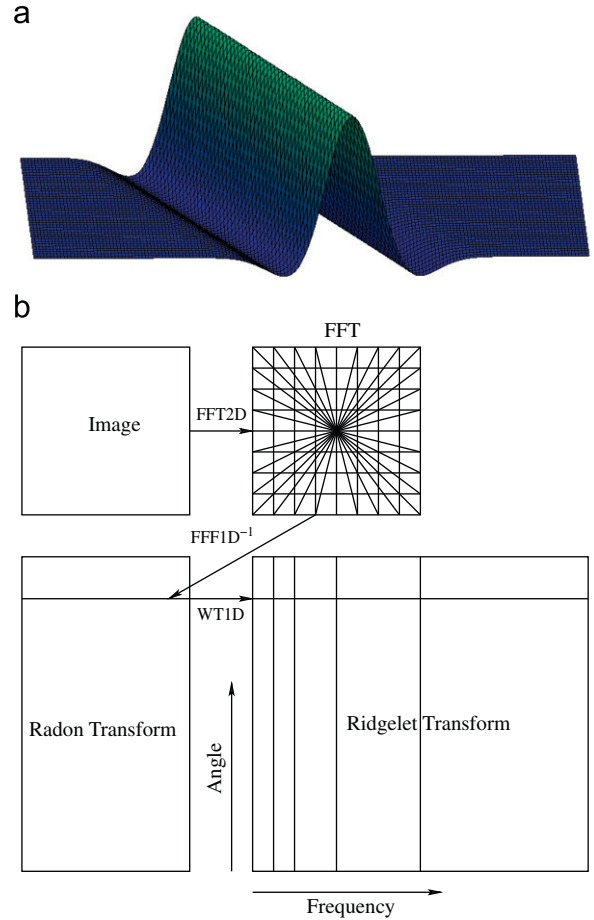 a
b
FFT
Image
FFT2D
FFF1D⁻¹
WT1D
Radon Transform
Angle
Ridgelet Transform
Frequency